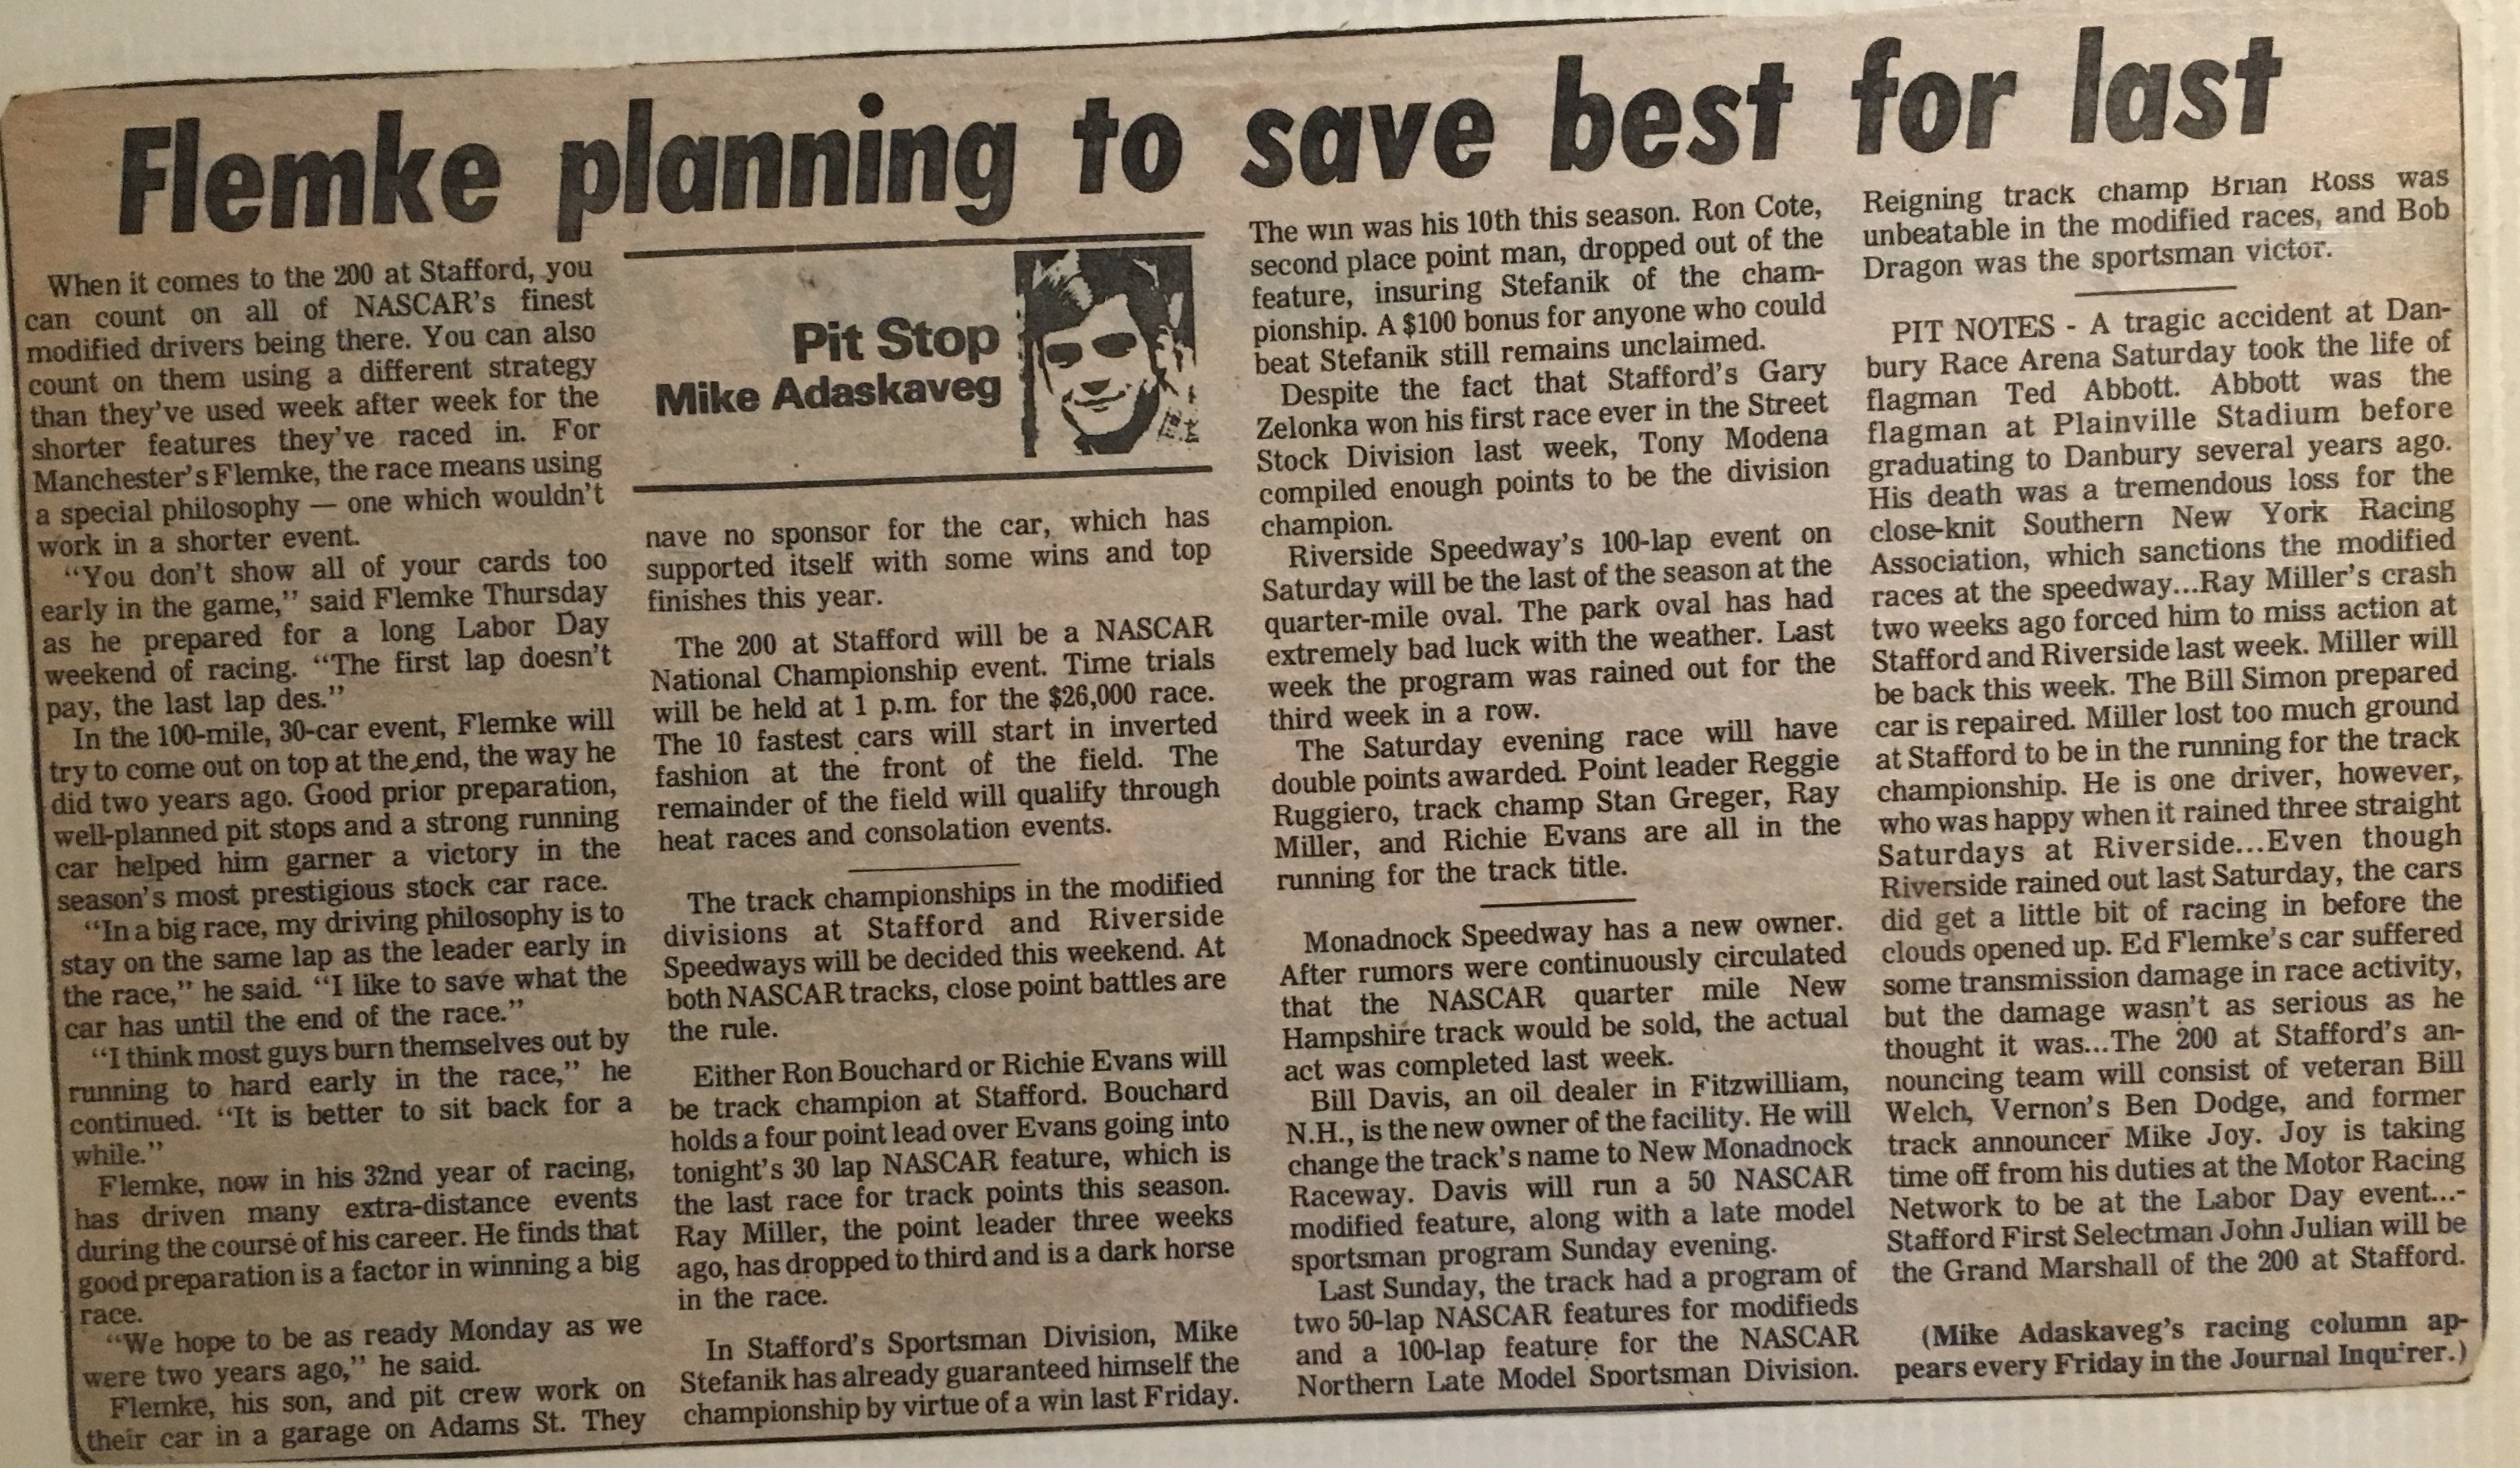 Flemke planning to save best for last
When it comes to the 200 at Stafford, you
can count on all of NASCAR's finest
modified drivers being there. You can also
count on them using a different strategy
than they've used week after week for the
shorter features they've raced in. For
Manchester's Flemke, the race means using
a special philosophy — one which wouldn't
work in a shorter event.
"You don't show all of your cards too
early in the game," said Flemke Thursday
as he prepared for a long Labor Day
weekend of racing. "The first lap doesn't
pay, the last lap des."
In the 100-mile, 30-car event, Flemke will
try to come out on top at the end, the way he
did two years ago. Good prior preparation,
well-planned pit stops and a strong running
car helped him garner a victory in the
season's most prestigious stock car race.
"In a big race, my driving philosophy is to
stay on the same lap as the leader early in
the race," he said. "I like to save what the
car has until the end of the race."
"I think most guys burn themselves out by
running to hard early in the race," he
continued. "It is better to sit back for a
while."
Flemke, now in his 32nd year of racing,
has driven many extra-distance events
during the course of his career. He finds that
good preparation is a factor in winning a big
race.
"We hope to be as ready Monday as we
were two years ago," he said.
Flemke, his son, and pit crew work on
their car in a garage on Adams St. They
Pit Stop
Mike Adaskaveg
have no sponsor for the car, which has
supported itself with some wins and top
finishes this year.
The 200 at Stafford will be a NASCAR
National Championship event. Time trials
will be held at 1 p.m. for the $26,000 race.
The 10 fastest cars will start in inverted
fashion at the front of the field. The
remainder of the field will qualify through
heat races and consolation events.
The track championships in the modified
divisions at Stafford and Riverside
Speedways will be decided this weekend. At
both NASCAR tracks, close point battles are
the rule.
Either Ron Bouchard or Richie Evans will
be track champion at Stafford. Bouchard
holds a four point lead over Evans going into
tonight's 30 lap NASCAR feature, which is
the last race for track points this season.
Ray Miller, the point leader three weeks
ago, has dropped to third and is a dark horse
in the race.
In Stafford's Sportsman Division, Mike
Stefanik has already guaranteed himself the
championship by virtue of a win last Friday.
The win was his 10th this season. Ron Cote,
second place point man, dropped out of the
feature, insuring Stefanik of the cham-
pionship. A $100 bonus for anyone who could
beat Stefanik still remains unclaimed.
Despite the fact that Stafford's Gary
Zelonka won his first race ever in the Street
Stock Division last week, Tony Modena
compiled enough points to be the division
champion.
Riverside Speedway's 100-lap event on
Saturday will be the last of the season at the
quarter-mile oval. The park oval has had
extremely bad luck with the weather. Last
week the program was rained out for the
third week in a row.
The Saturday evening race will have
double points awarded. Point leader Reggie
Ruggiero, track champ Stan Greger, Ray
Miller, and Richie Evans are all in the
running for the track title.
Monadnock Speedway has a new owner.
After rumors were continuously circulated
that the NASCAR quarter mile New
Hampshire track would be sold, the actual
act was completed last week.
Bill Davis, an oil dealer in Fitzwilliam,
N.H., is the new owner of the facility. He will
change the track's name to New Monadnock
Raceway. Davis will run a 50 NASCAR
modified feature, along with a late model
sportsman program Sunday evening.
Last Sunday, the track had a program of
two 50-lap NASCAR features for modifieds
and a 100-lap feature for the NASCAR
Northern Late Model Sportsman Division.
Reigning track champ Brian Ross was
unbeatable in the modified races, and Bob
Dragon was the sportsman victor.
PIT NOTES - A tragic accident at Dan-
bury Race Arena Saturday took the life of
flagman Ted Abbott. Abbott was the
flagman at Plainville Stadium before
graduating to Danbury several years ago.
His death was a tremendous loss for the
close-knit Southern New York Racing
Association, which sanctions the modified
races at the speedway...Ray Miller's crash
two weeks ago forced him to miss action at
Stafford and Riverside last week. Miller will
be back this week. The Bill Simon prepared
car is repaired. Miller lost too much ground
at Stafford to be in the running for the track
championship. He is one driver, however,
who was happy when it rained three straight
Saturdays at Riverside...Even though
Riverside rained out last Saturday, the cars
did get a little bit of racing in before the
clouds opened up. Ed Flemke's car suffered
some transmission damage in race activity,
but the damage wasn't as serious as he
thought it was...The 200 at Stafford's an-
nouncing team will consist of veteran Bill
Welch, Vernon's Ben Dodge, and former
track announcer Mike Joy. Joy is taking
time off from his duties at the Motor Racing
Network to be at the Labor Day event...-
Stafford First Selectman John Julian will be
the Grand Marshall of the 200 at Stafford.
(Mike Adaskaveg's racing column ap-
pears every Friday in the Journal Inquirer.)